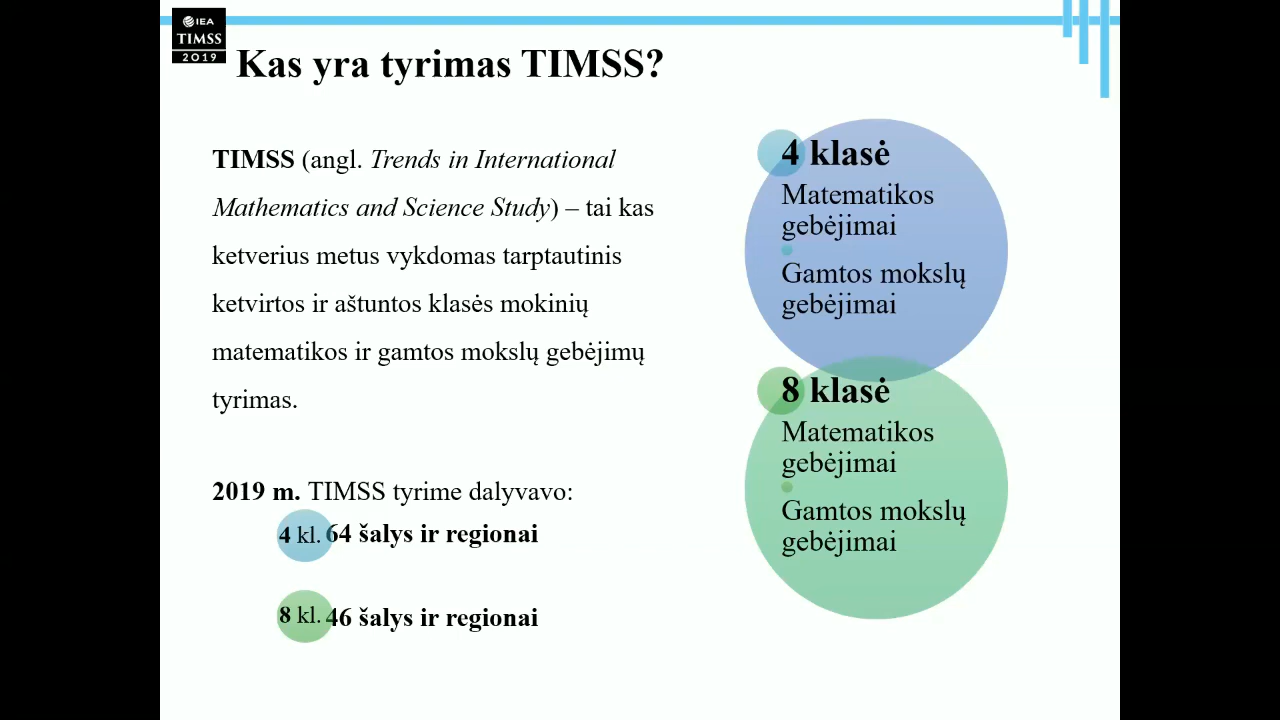 IEA
TIMSS
2019
Kas yra tyrimas TIMSS?
TIMSS (angl. Trends in International
Mathematics and Science Study) – tai kas
ketverius metus vykdomas tarptautinis
ketvirtos ir aštuntos klasės mokinių
matematikos ir gamtos mokslų gebėjimų
tyrimas.
2019 m. TIMSS tyrime dalyvavo:
4 kl. 64 šalys ir regionai
8 kl. 46 šalys ir regionai
4 klasė
Matematikos
gebėjimai
Gamtos mokslų
gebėjimai
8 klasė
Matematikos
gebėjimai
Gamtos mokslų
gebėjimai